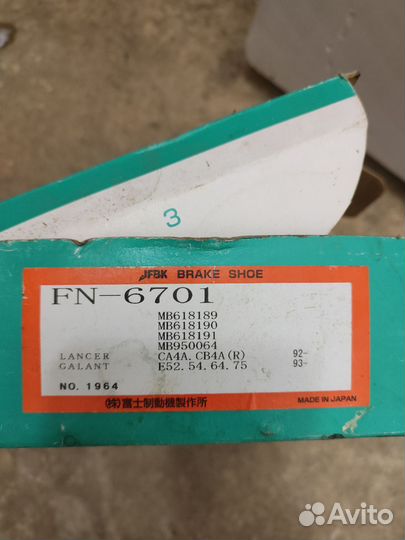 3
JFBK BRAKE SHOE
FN-6701
MB618189
MB618190
MB618191
MB950064
LANCER CA4A. CB4A(R) 92-
GALANT E52. 54. 64. 75 93-
NO. 1964
MADE IN JAPAN
(株)富士制動機製作所
Avito